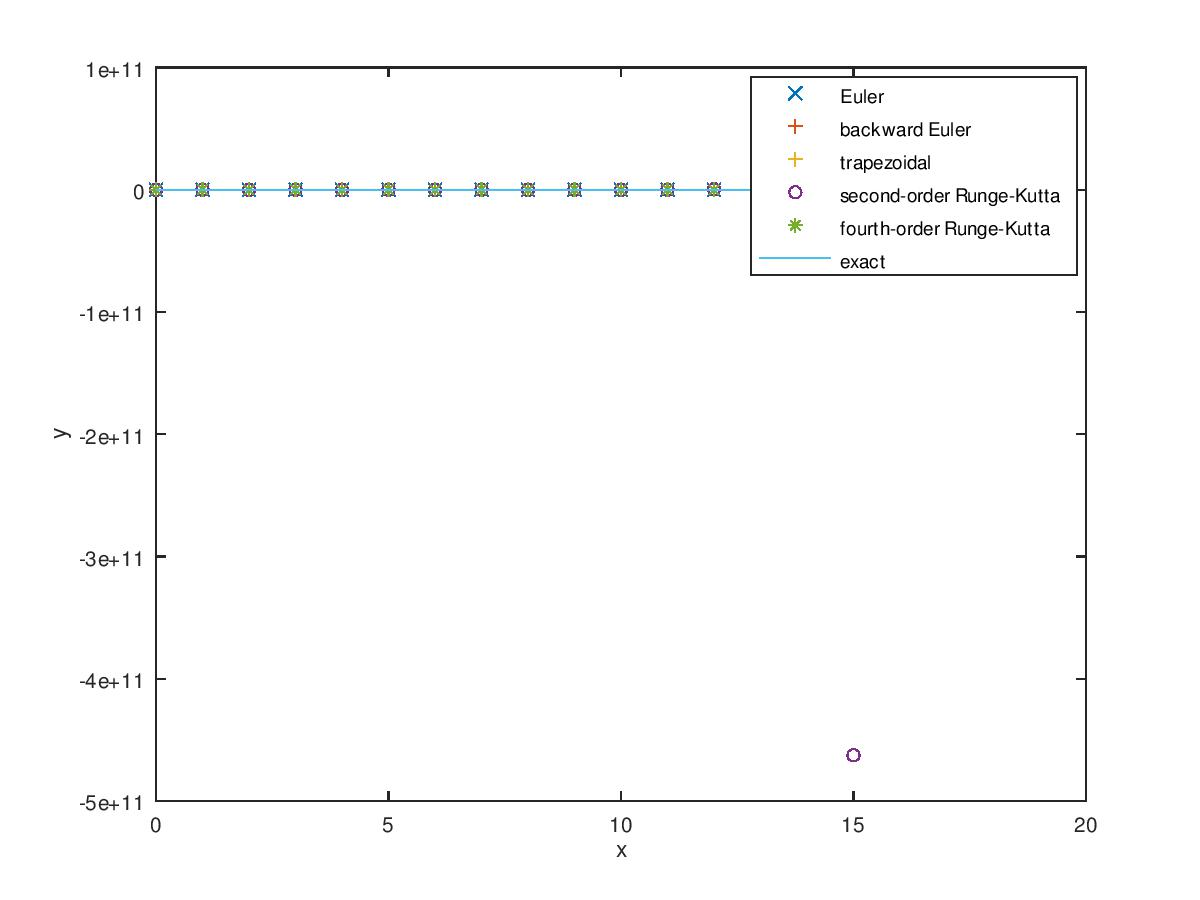 1e+11
0
-1e+11
-2e+11
-3e+11
-4e+11
-5e+11
y
Euler
backward Euler
trapezoidal
second-order Runge-Kutta
fourth-order Runge-Kutta
exact
0 5 10 15 20
x